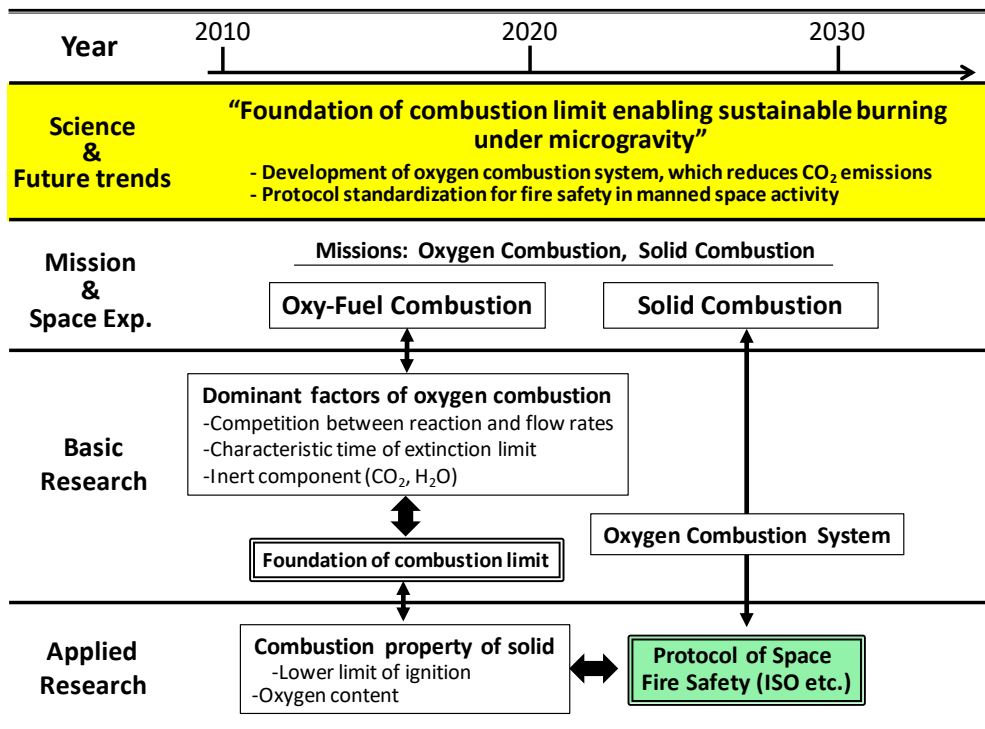 Year
2010
2020
2030
Science
&
Future trends
“Foundation of combustion limit enabling sustainable burning
under microgravity”
- Development of oxygen combustion system, which reduces CO₂ emissions
- Protocol standardization for fire safety in manned space activity
Mission
&
Space Exp.
Missions: Oxygen Combustion, Solid Combustion
Oxy-Fuel Combustion
Solid Combustion
Basic
Research
Dominant factors of oxygen combustion
-Competition between reaction and flow rates
-Characteristic time of extinction limit
-Inert component (CO₂, H₂O)
Oxygen Combustion System
Foundation of combustion limit
Applied
Research
Combustion property of solid
-Lower limit of ignition
-Oxygen content
Protocol of Space
Fire Safety (ISO etc.)